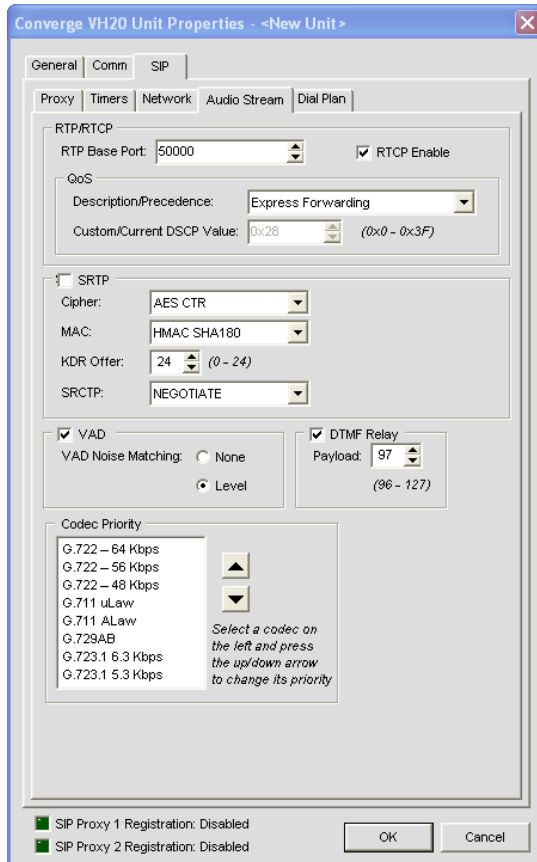 Converge VH20 Unit Properties - <New Unit>
General Comm SIP
Proxy Timers Network Audio Stream Dial Plan
RTP/RTCP
RTP Base Port: 50000 RTCP Enable
QoS
Description/Precedence: Express Forwarding
Custom/Current DSCP Value: 0x28 (0x0 - 0x3F)
SRTP
Cipher: AES CTR
MAC: HMAC SHA180
KDR Offer: 24 (0 - 24)
SRCTP: NEGOTIATE
VAD
VAD Noise Matching: None
Level
DTMF Relay
Payload: 97
(96 - 127)
Codec Priority
G.722 – 64 Kbps
G.722 – 56 Kbps
G.722 – 48 Kbps
G.711 uLaw
G.711 ALaw
G.729AB
G.723.1 6.3 Kbps
G.723.1 5.3 Kbps
Select a codec on
the left and press
the up/down arrow
to change its priority
SIP Proxy 1 Registration: Disabled
SIP Proxy 2 Registration: Disabled
OK Cancel